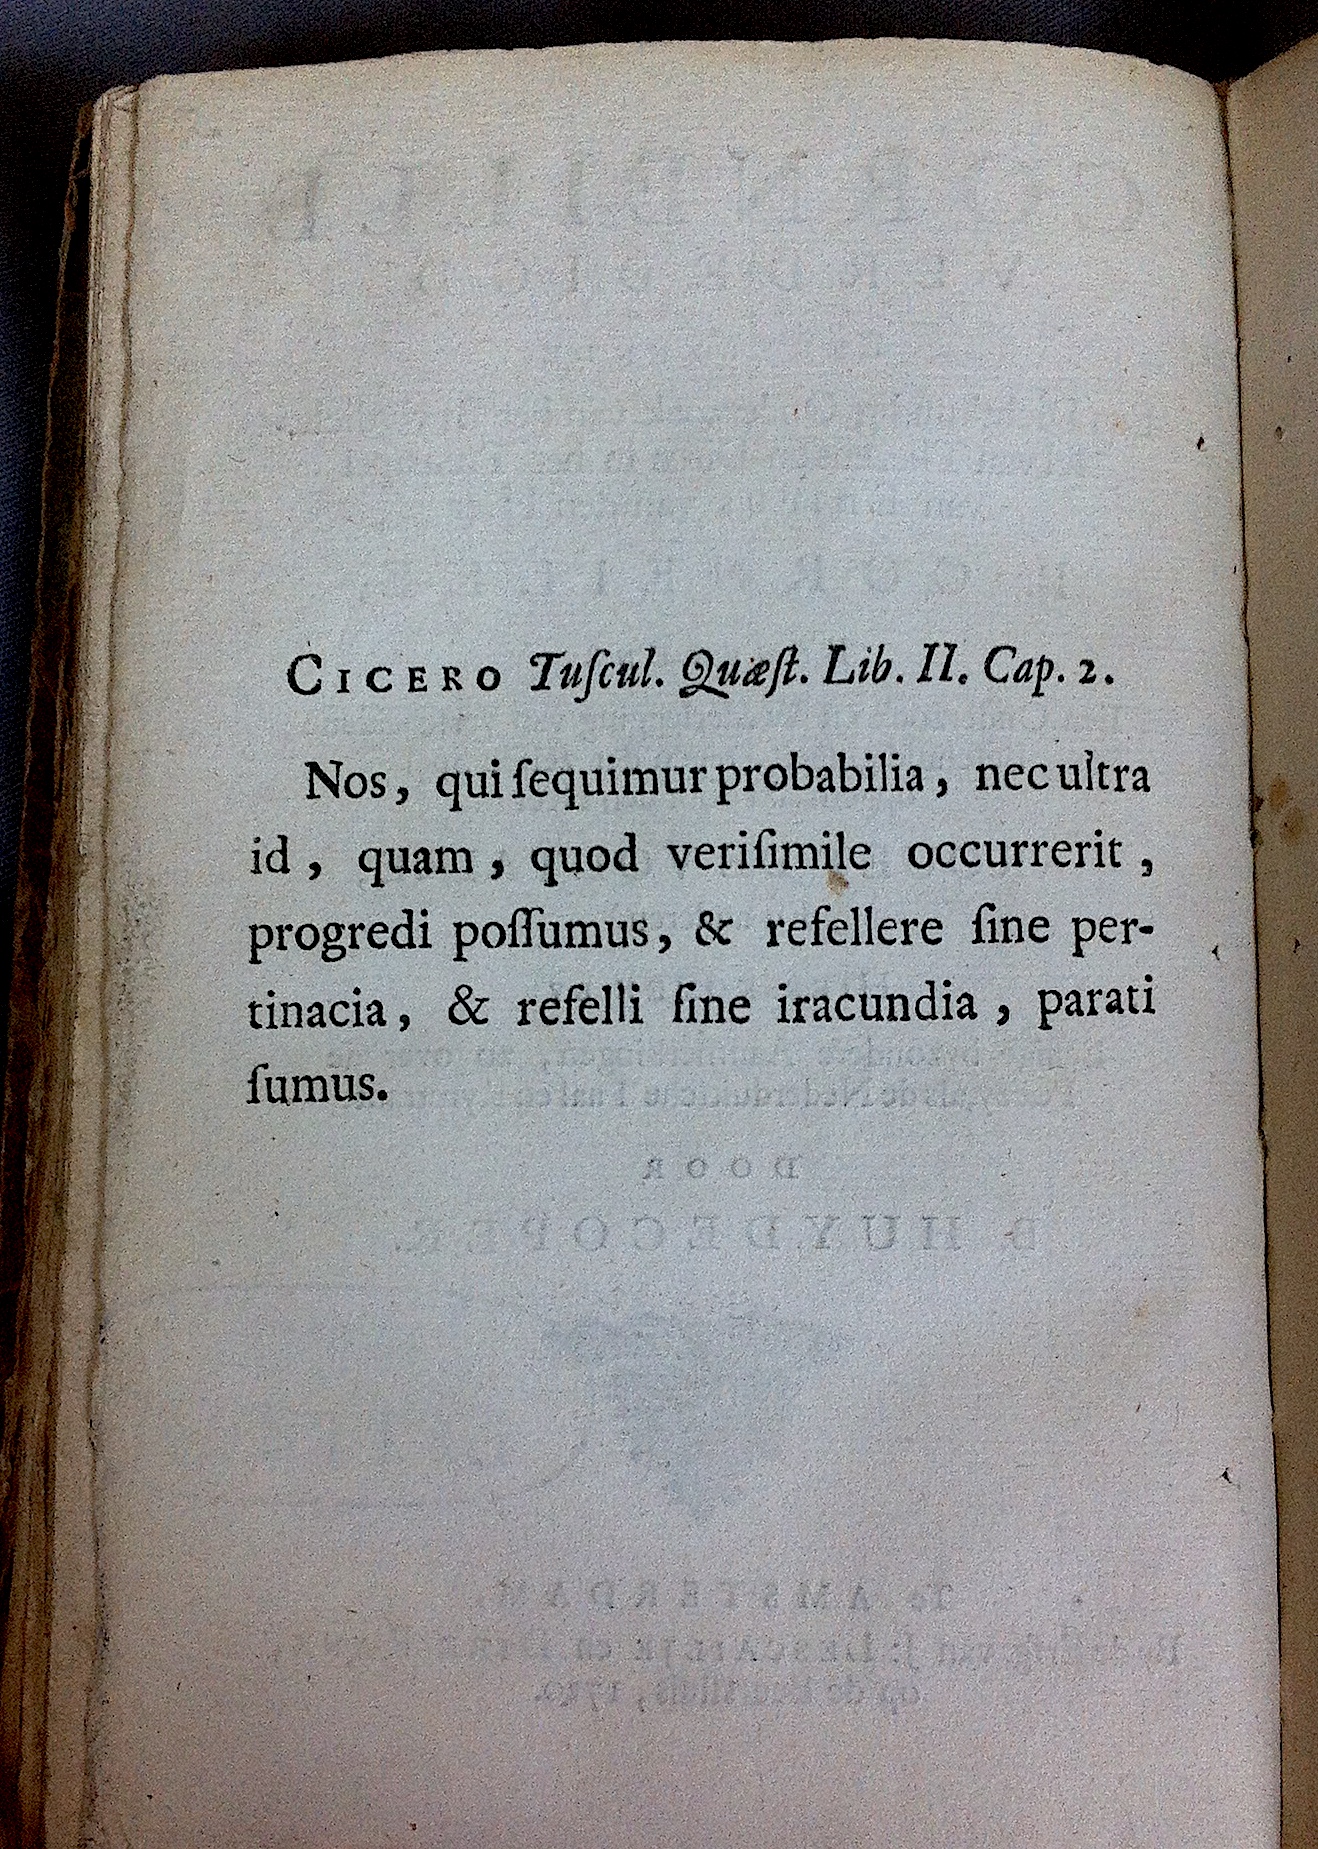 CICERO Tuſcul. Quæſt. Lib. II. Cap. 2.
Nos, qui ſequimur probabilia, nec ultra
id, quam, quod veriſimile occurrerit,
progredi poſſumus, & refellere ſine per-
tinacia, & refelli ſine iracundia, parati
ſumus.